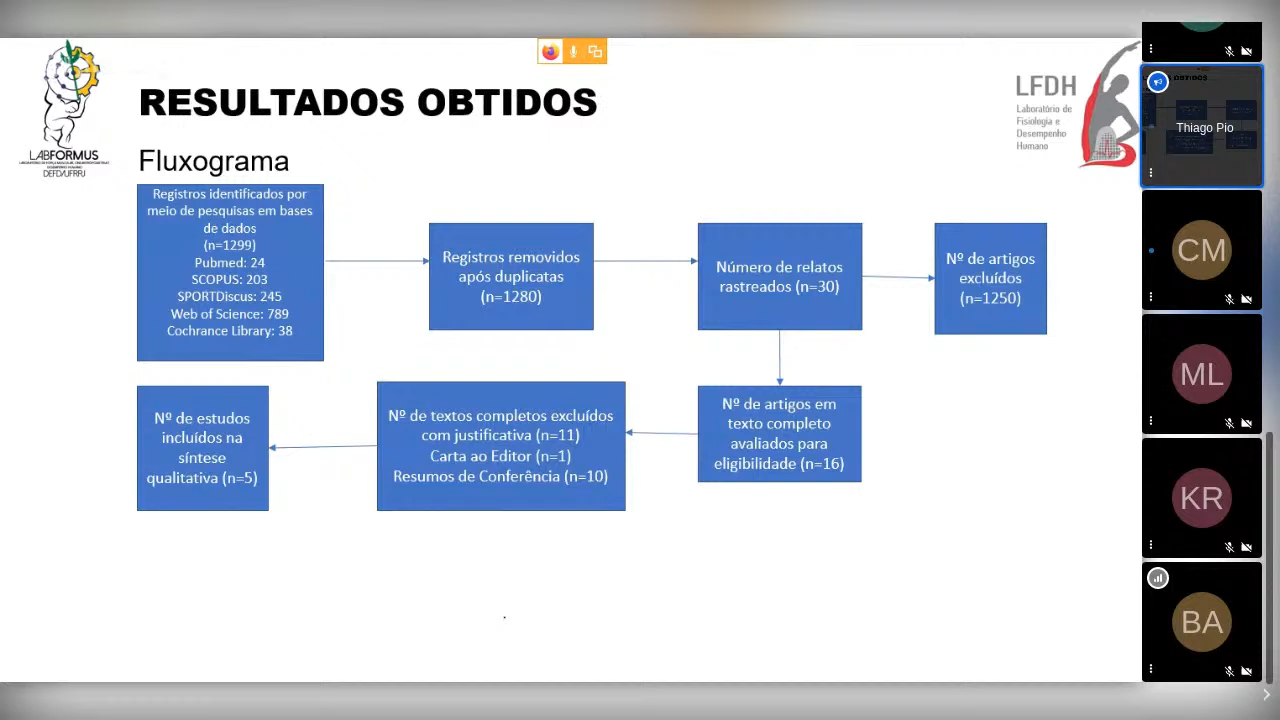 RESULTADOS OBTIDOS
Fluxograma
LABFORMUS
DEFD/UFRRJ
LFDH
Laboratório de
Fisiologia e
Desempenho
Humano
Registros identificados por
meio de pesquisas em bases
de dados
(n=1299)
Pubmed: 24
SCOPUS: 203
SPORTDiscus: 245
Web of Science: 789
Cochrance Library: 38
Registros removidos
após duplicatas
(n=1280)
Número de relatos
rastreados (n=30)
Nº de artigos
excluídos
(n=1250)
Nº de estudos
incluídos na
síntese
qualitativa (n=5)
Nº de textos completos excluídos
com justificativa (n=11)
Carta ao Editor (n=1)
Resumos de Conferência (n=10)
Nº de artigos em
texto completo
avaliados para
eligibilidade (n=16)
Thiago Pio
CM
ML
KR
BA